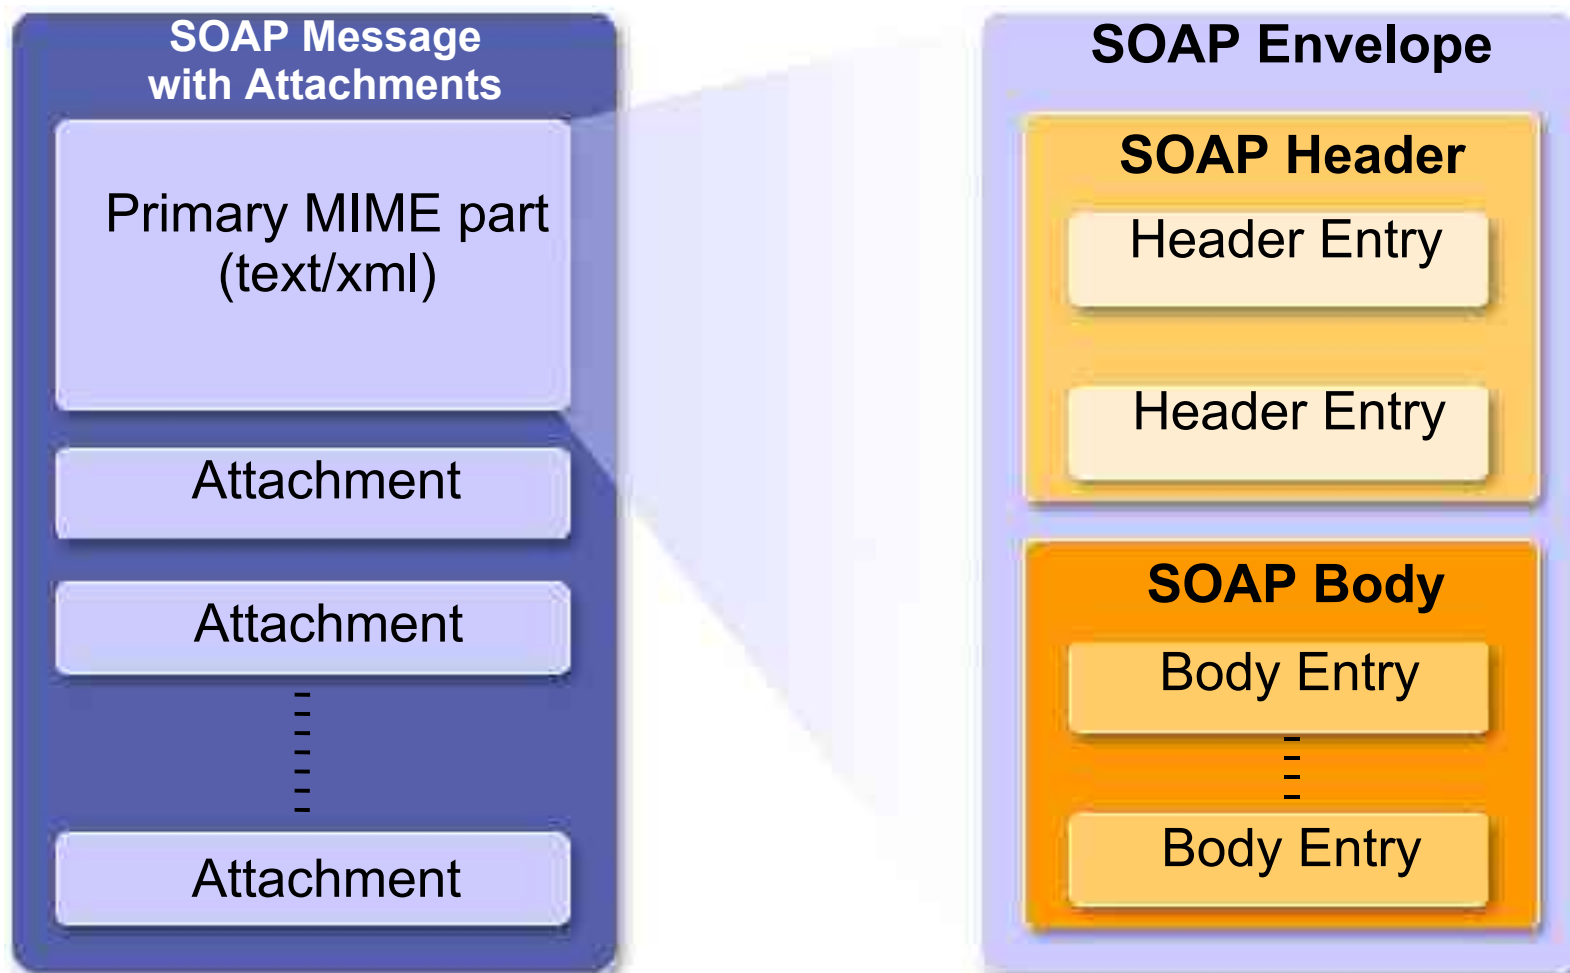 SOAP Message
with Attachments
Primary MIME part
(text/xml)
Attachment
Attachment
Attachment
SOAP Envelope
SOAP Header
Header Entry
Header Entry
SOAP Body
Body Entry
Body Entry